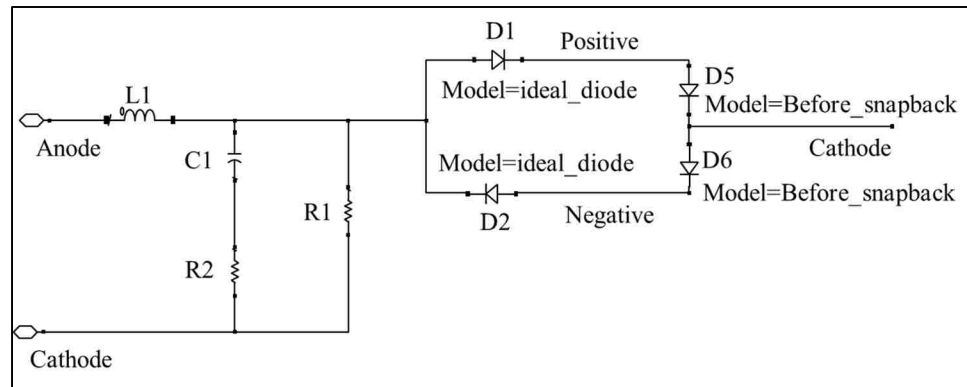 D1
Positive
D5
Model=ideal_diode
Model=Before_snapback
L1
0
Anode
C1
Model=ideal_diode
Cathode
D6
Model=Before_snapback
R1
D2
Negative
R2
Cathode